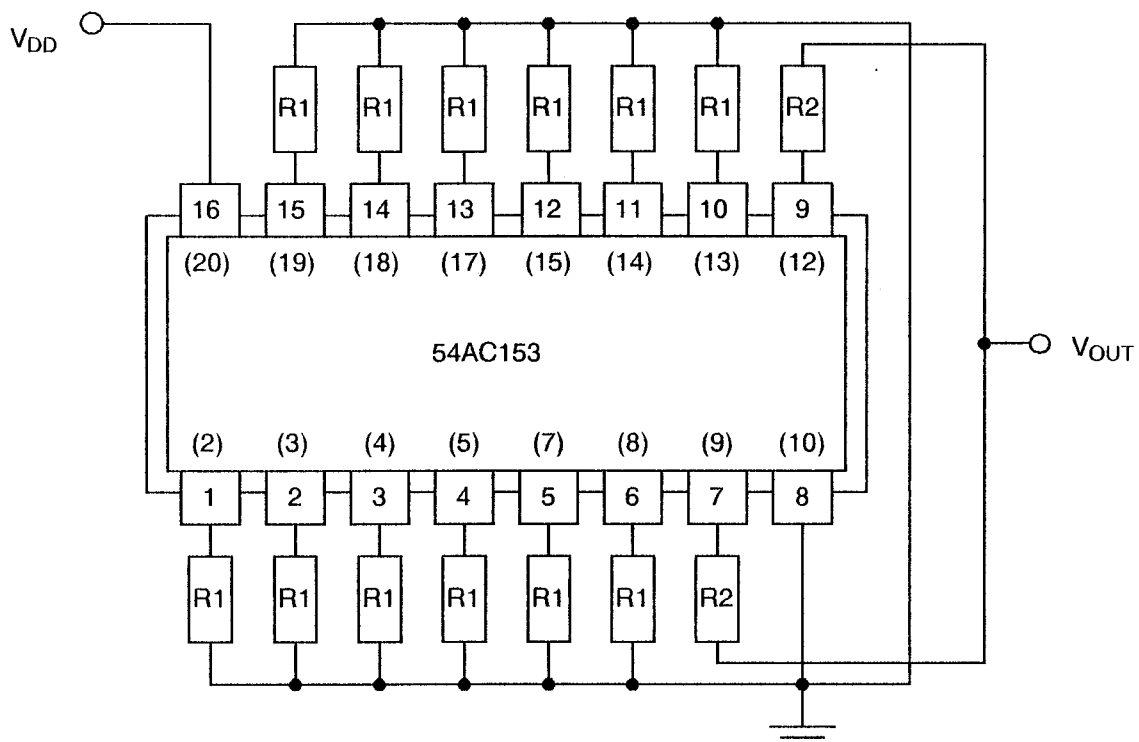 V_DD
R1 R1 R1 R1 R1 R1 R2
16 15 14 13 12 11 10 9
(20) (19) (18) (17) (15) (14) (13) (12)
54AC153
V_OUT
(2) (3) (4) (5) (7) (8) (9) (10)
1 2 3 4 5 6 7 8
R1 R1 R1 R1 R1 R1 R2